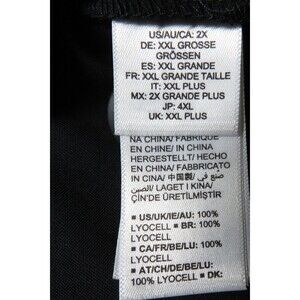 US/AU/CA: 2X
DE: XXL GROSSE
GRÖSSEN
ES: XXL GRANDE
FR: XXL GRANDE TAILLE
IT: XXL PLUS
MX: 2X GRANDE PLUS
JP: 4XL
UK: XXL PLUS
NA CHINA/ FABRIQUÉ
EN CHINE/ IN CHINA
HERGESTELLT/ HECHO
EN CHINA/ FABBRICATO
IN CINA/ 中国製/ صنع في
الصين/ LAGET I KINA/
ÇİN'DE ÜRETİLMİŞTİR
▪ US/UK/IE/AU: 100%
LYOCELL ▪ BR: 100%
LYOCELL
▪ CA/FR/BE/LU: 100%
LYOCELL
▪ AT/CH/DE/BE/LU:
100% LYOCELL ▪ DK: